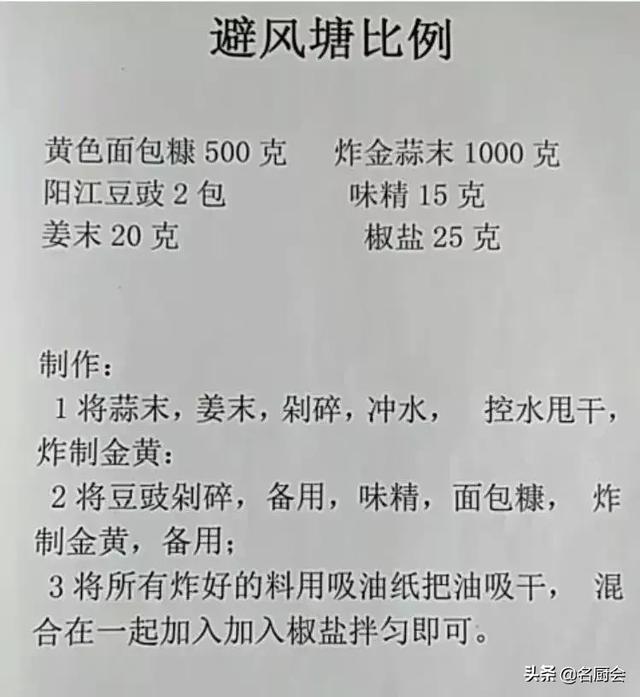 避风塘比例
黄色面包糠 500 克 炸金蒜末 1000 克
阳江豆豉 2 包 味精 15 克
姜末 20 克 椒盐 25 克
制作：
1 将蒜末，姜末，剁碎，冲水， 控水甩干，
炸制金黄：
2 将豆豉剁碎，备用，味精，面包糠， 炸
制金黄，备用；
3 将所有炸好的料用吸油纸把油吸干， 混
合在一起加入加入椒盐拌匀即可。
头条 @名厨会